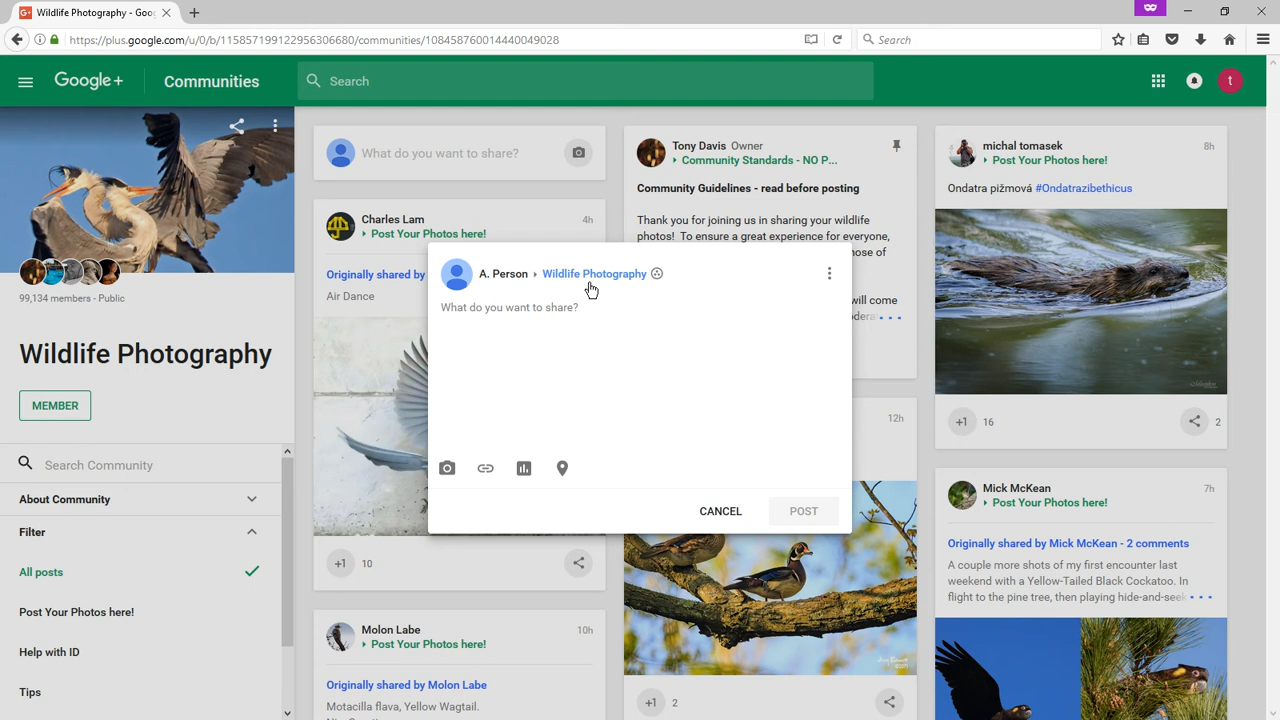 Wildlife Photography - Goo
https://plus.google.com/u/0/b/115857199122956306680/communities/108458760014440049028
Search
Google+
Communities
Search
t
99,134 members - Public
Wildlife Photography
MEMBER
Search Community
About Community
Filter
All posts
Post Your Photos here!
Help with ID
Tips
What do you want to share?
Charles Lam
4h
Post Your Photos here!
Originally shared by
Air Dance
+1 10
Molon Labe
10h
Post Your Photos here!
Originally shared by Molon Labe
Motacilla flava, Yellow Wagtail.
Tony Davis Owner
Community Standards - NO P...
Community Guidelines - read before posting
Thank you for joining us in sharing your wildlife
photos! To ensure a great experience for everyone,
hose of
will come
12h
+1 2
A. Person Wildlife Photography
What do you want to share?
CANCEL
POST
michal tomasek
8h
Post Your Photos here!
Ondatra pižmová #Ondatrazibethicus
+1 16
2
Mick McKean
7h
Post Your Photos here!
Originally shared by Mick McKean - 2 comments
A couple more shots of my first encounter last
weekend with a Yellow-Tailed Black Cockatoo. In
flight to the pine tree, then playing hide-and-seek